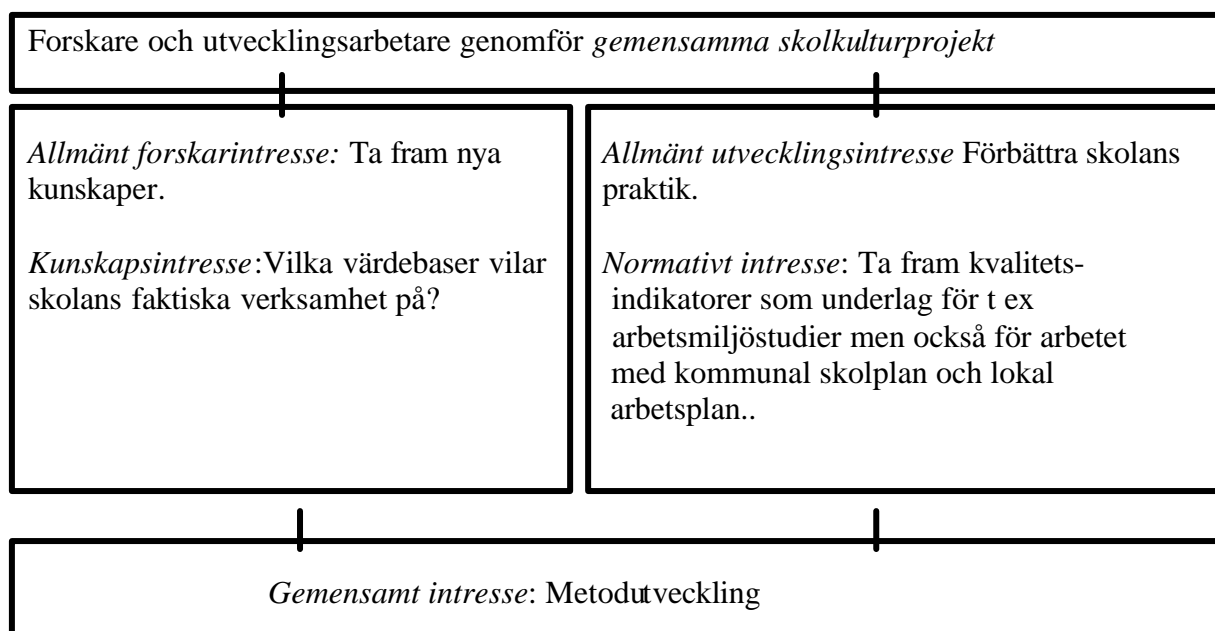 Forskare och utvecklingsarbetare genomför gemensamma skolkulturprojekt
Allmänt forskarintresse: Ta fram nya
kunskaper.
Kunskapsintresse:Vilka värdebaser vilar
skolans faktiska verksamhet på?
Allmänt utvecklingsintresse Förbättra skolans
praktik.
Normativt intresse: Ta fram kvalitets-
indikatorer som underlag för t ex
arbetsmiljöstudier men också för arbetet
med kommunal skolplan och lokal
arbetsplan..
Gemensamt intresse: Metodutveckling